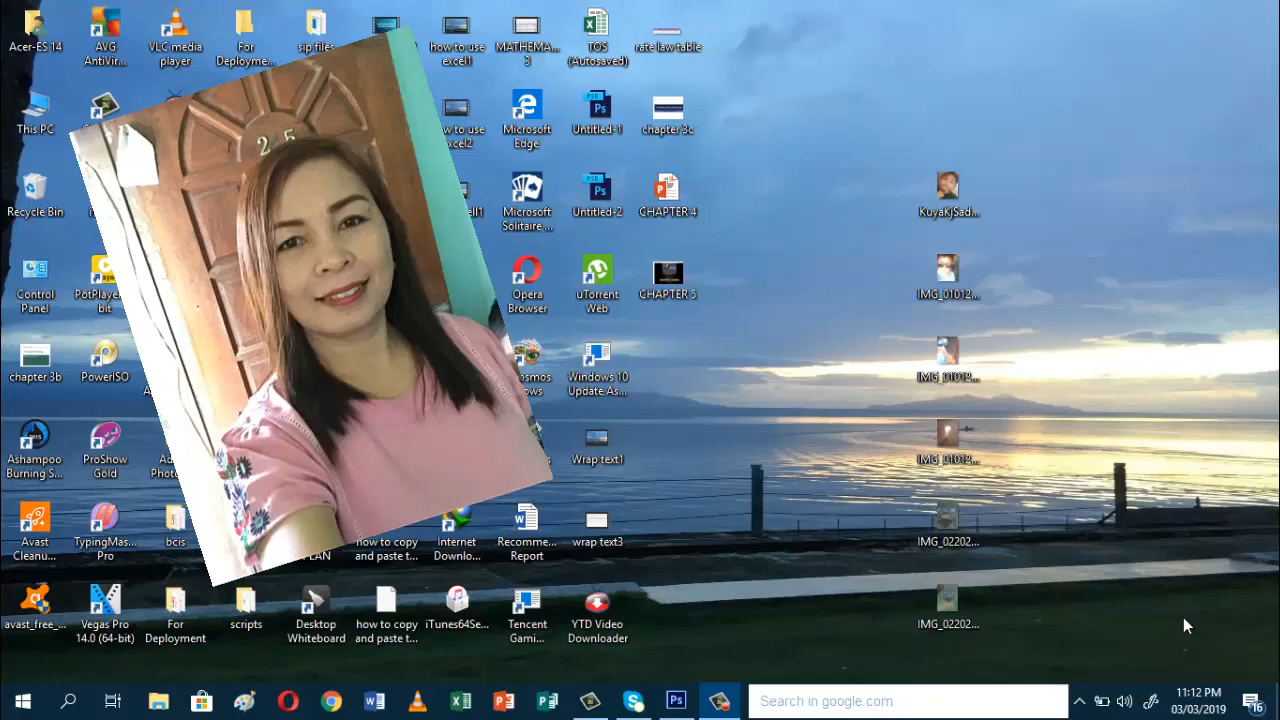 Acer-ES 14
AVG
AntiVir...
VLC media
player
For
Deployme...
sip files
how to use
excel1
MATHEMA...
3
TOS
(Autosaved)
rate law table
This PC
excel2
Microsoft
Edge
Untitled-1
chapter 3c
2 5
Recycle Bin
Microsoft
Solitaire...
Untitled-2
CHAPTER 4
KuyaKJSad...
Control
Panel
PotPlayer
bit
Opera
Browser
uTorrent
Web
CHAPTER 5
IMG_01012...
chapter 3b
PowerISO
Windows 10
Update As...
IMG_01012...
Ashampoo
Burning S...
ProShow
Gold
Wrap text1
IMG_01012...
Avast
Cleanu...
TypingMas...
Pro
bcis
how to copy
and paste t...
Internet
Downlo...
Recomme...
Report
wrap text3
IMG_02202...
avast_free_...
Vegas Pro
14.0 (64-bit)
For
Deployment
scripts
Desktop
Whiteboard
how to copy
and paste t...
iTunes64Se...
Tencent
Gami...
YTD Video
Downloader
IMG_02202...
Search in google.com
11:12 PM
03/03/2019
16